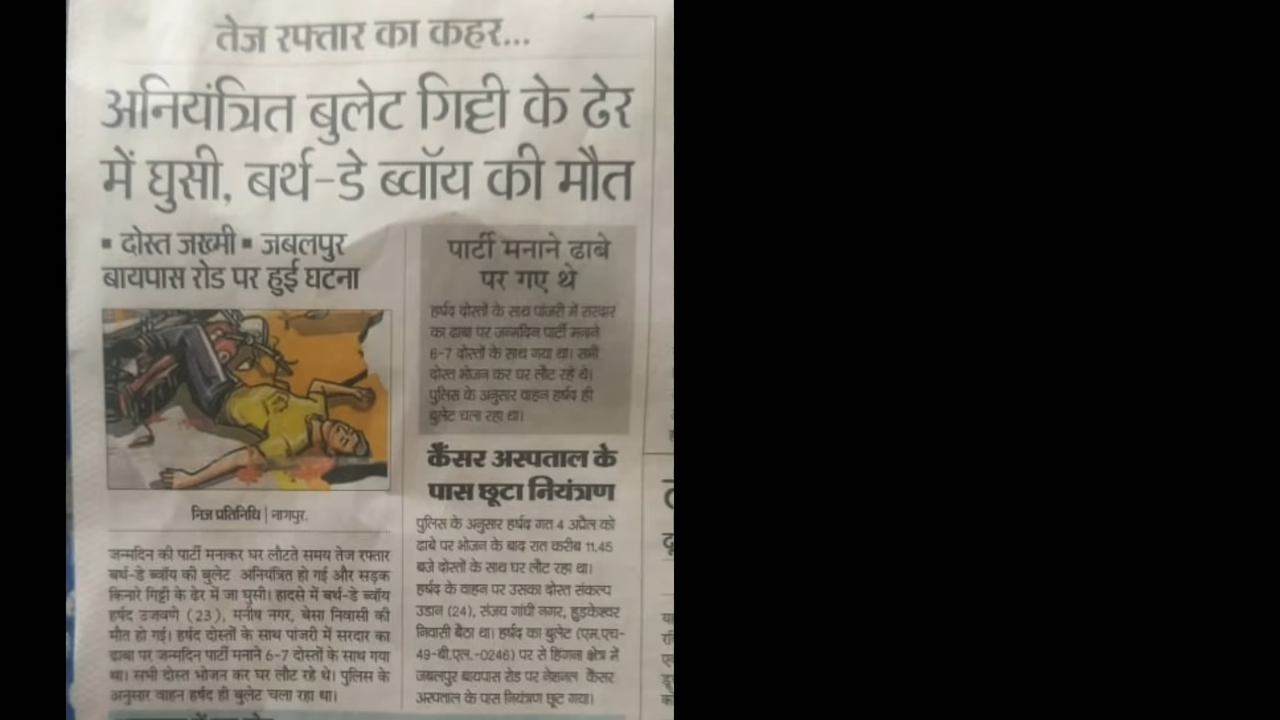 तेज रफ्तार का कहर...
अनियंत्रित बुलेट गिट्टी के ढेर
में घुसी, बर्थ-डे ब्वॉय की मौत
▪ दोस्त जख्मी ▪ जबलपुर
बायपास रोड पर हुई घटना
निज प्रतिनिधि | नागपुर.
जन्मदिन की पार्टी मनाकर घर लौटते समय तेज रफ्तार
बर्थ-डे ब्वॉय की बुलेट अनियंत्रित हो गई और सड़क
किनारे गिट्टी के ढेर में जा घुसी। हादसे में बर्थ-डे ब्वॉय
हर्षद उजवणे (23), मनीष नगर, बेसा निवासी की
मौत हो गई। हर्षद दोस्तों के साथ पांजरी में सरदार का
ढाबा पर जन्मदिन पार्टी मनाने 6-7 दोस्तों के साथ गया
था। सभी दोस्त भोजन कर घर लौट रहे थे। पुलिस के
अनुसार वाहन हर्षद ही बुलेट चला रहा था।
पार्टी मनाने ढाबे
पर गए थे
हर्षद दोस्तों के साथ पांजरी में सरदार
का ढाबा पर जन्मदिन पार्टी मनाने
6-7 दोस्तों के साथ गया था। सभी
दोस्त भोजन कर घर लौट रहे थे।
पुलिस के अनुसार वाहन हर्षद ही
बुलेट चला रहा था।
कैंसर अस्पताल के
पास छूटा नियंत्रण
पुलिस के अनुसार हर्षद गत 4 अप्रैल को
ढाबे पर भोजन के बाद रात करीब 11.45
बजे दोस्तों के साथ घर लौट रहा था।
हर्षद के वाहन पर उसका दोस्त संकल्प
उडान (24), संजय गांधी नगर, हुडकेश्वर
निवासी बैठा था। हर्षद का बुलेट (एम.एच-
49-बी.एल.-0246) पर से हिंगना क्षेत्र में
जबलपुर बायपास रोड पर नेशनल कैंसर
अस्पताल के पास नियंत्रण छूट गया।